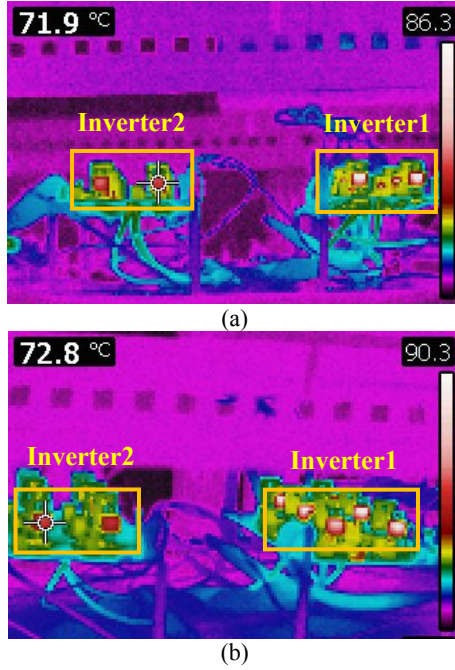 71.9 °C 86.3
Inverter2 Inverter1
(a)
72.8 °C 90.3
Inverter2 Inverter1
(b)